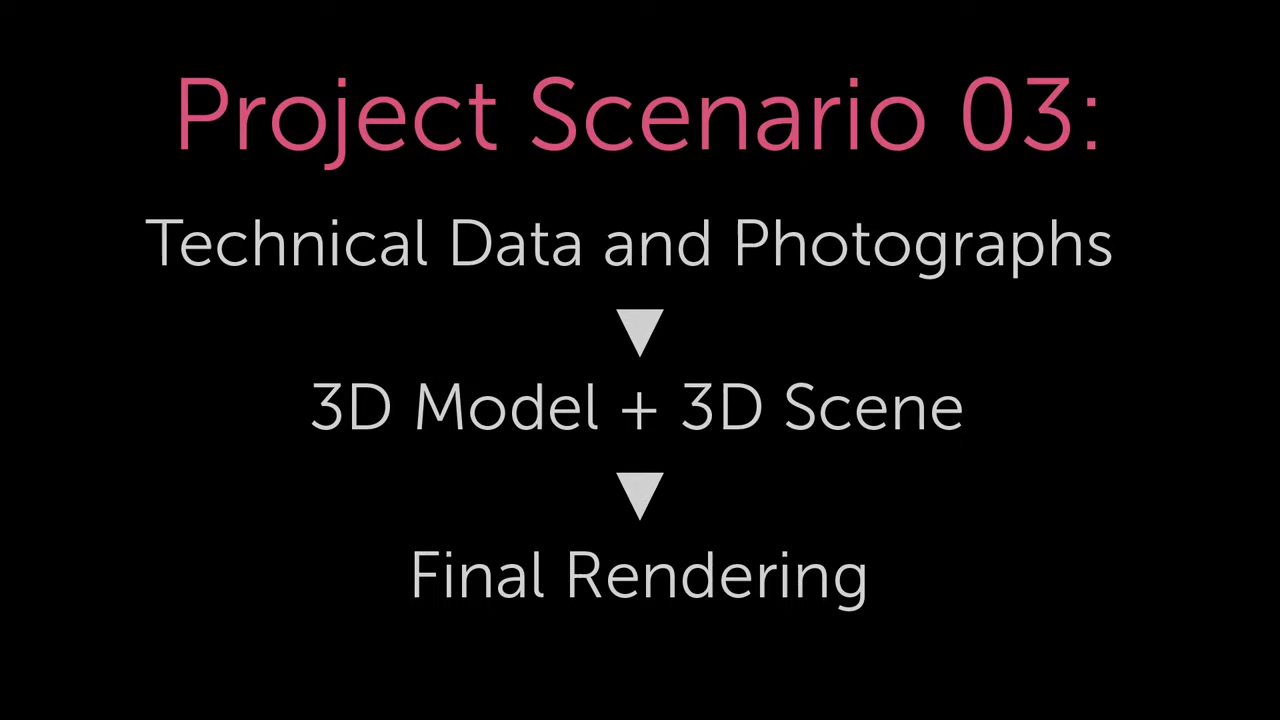 Project Scenario 03:
Technical Data and Photographs
▼
3D Model + 3D Scene
▼
Final Rendering